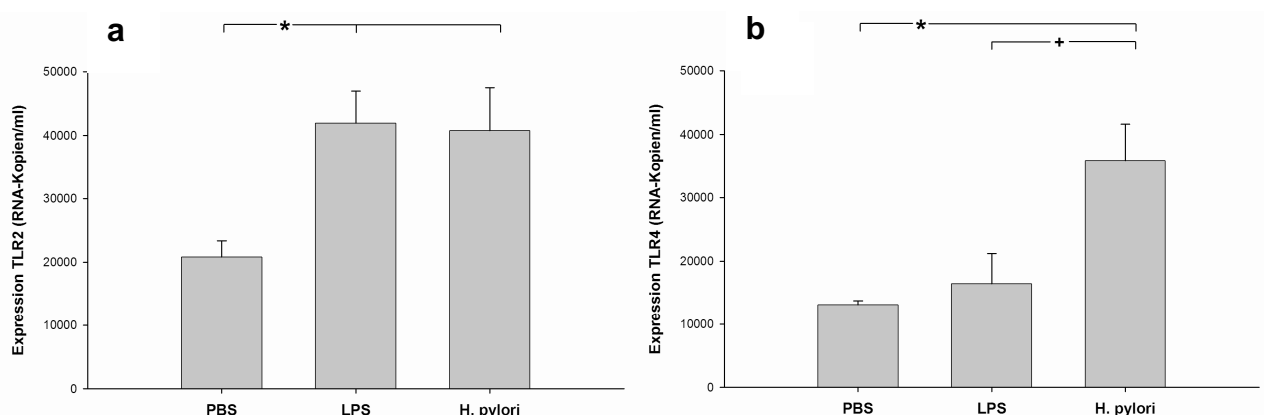 a
*
Expression TLR2 (RNA-Kopien/ml)
50000
40000
30000
20000
10000
0
PBS LPS H. pylori
b
*
+
Expression TLR4 (RNA-Kopien/ml)
50000
40000
30000
20000
10000
0
PBS LPS H. pylori